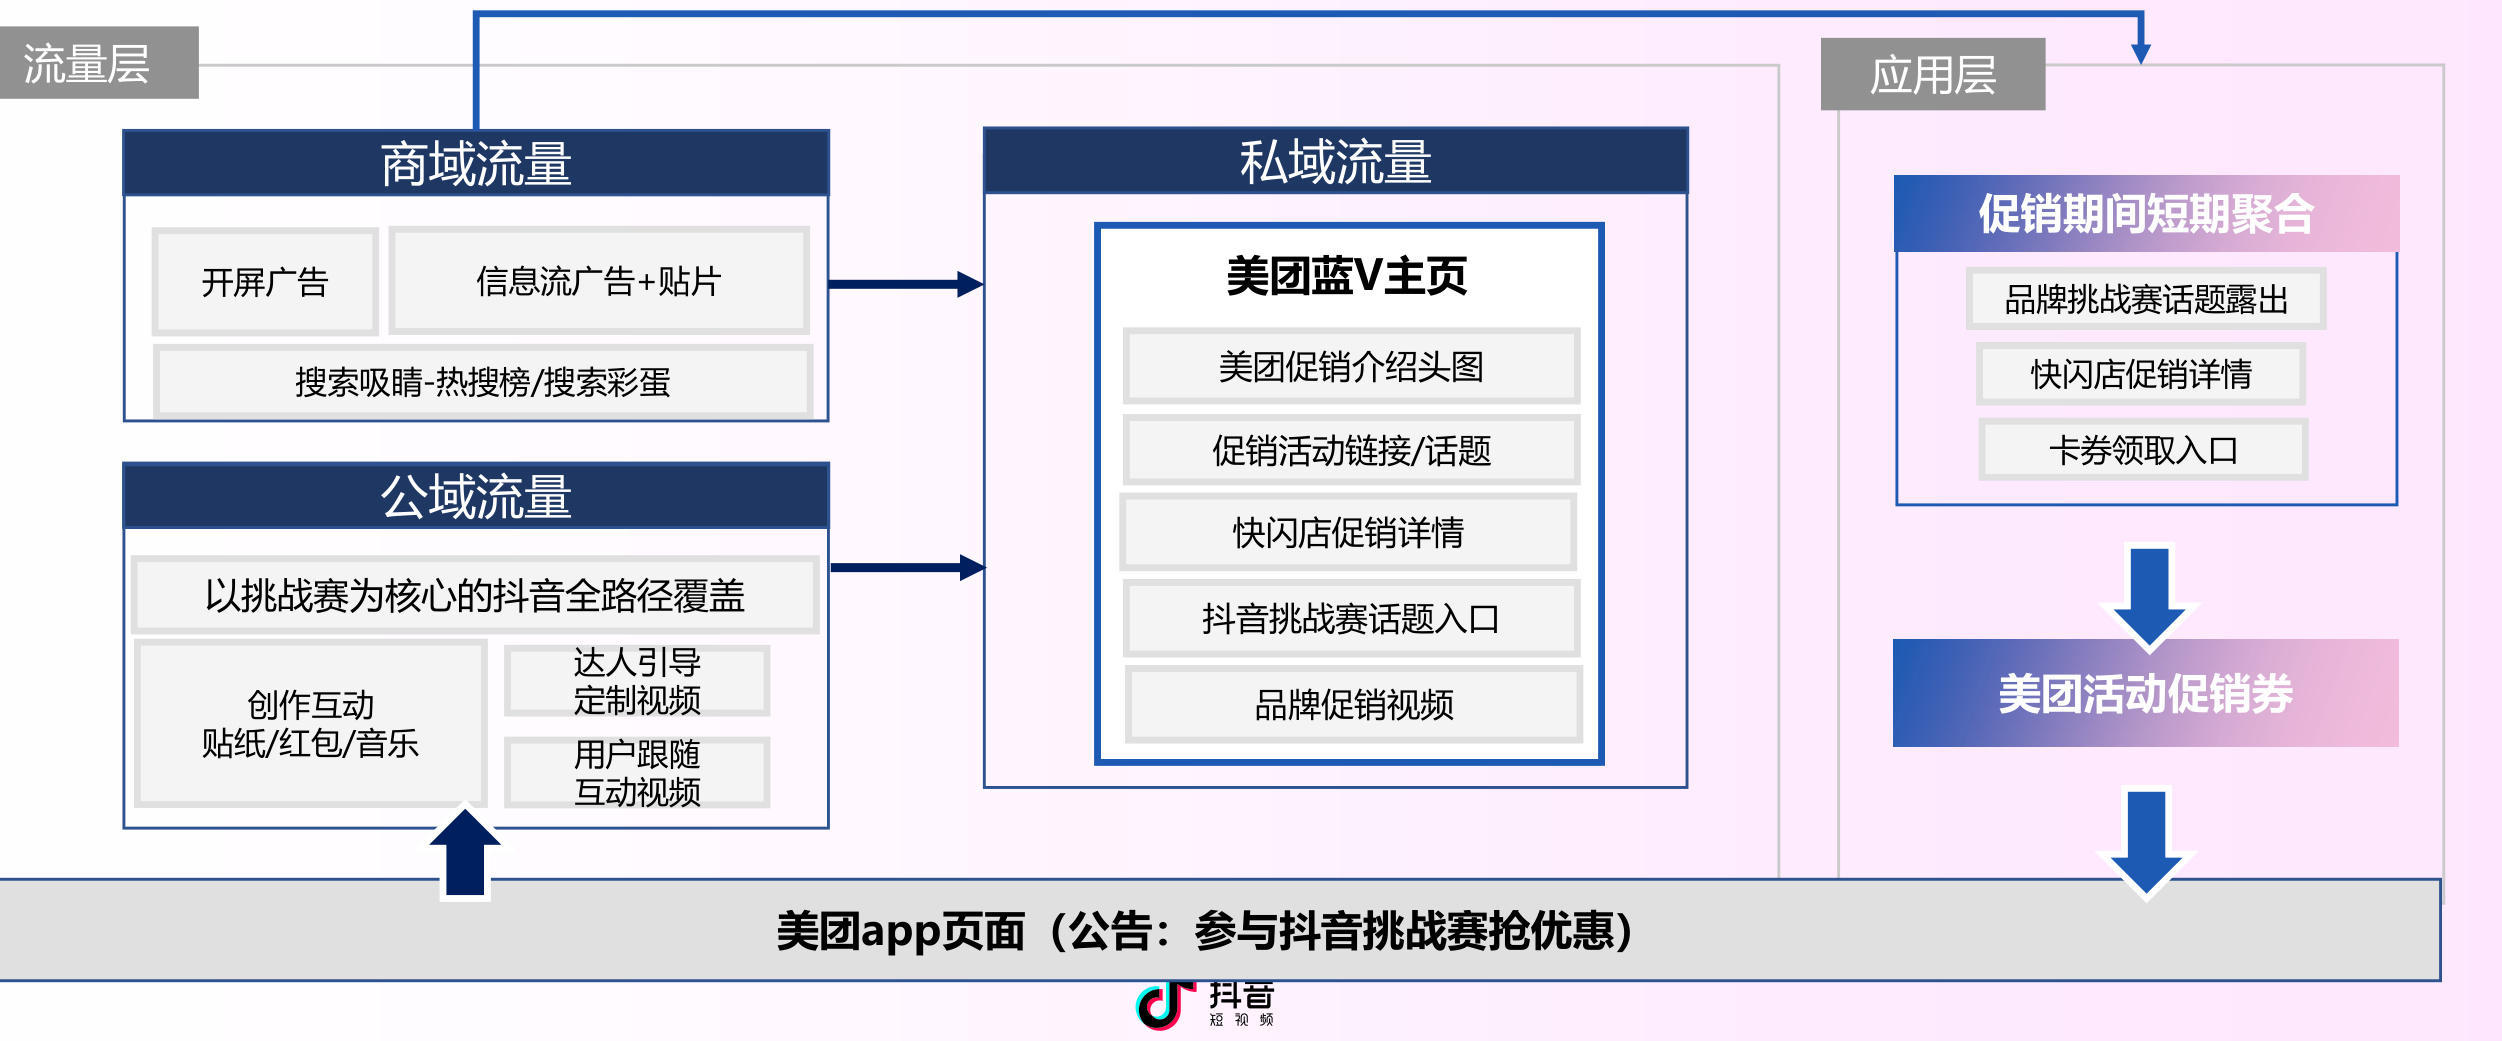 流量层
应用层
商域流量
开屏广告
信息流广告+刷片
搜索吸睛-热搜榜/搜索彩蛋
公域流量
以挑战赛为核心的抖音全路径覆盖
创作互动
贴纸/红包/音乐
达人引导
定制视频
用户跟随
互动视频
私域流量
美团蓝V主页
美团促销介绍头图
促销活动链接/话题
快闪店促销详情
抖音挑战赛话题入口
品牌促销视频
促销期间一些列聚合
品牌挑战赛话题露出
快闪店促销详情
卡券领取入口
美团活动促销券
美团app页面（公告：参与抖音挑战赛享优惠）
抖音
短视频